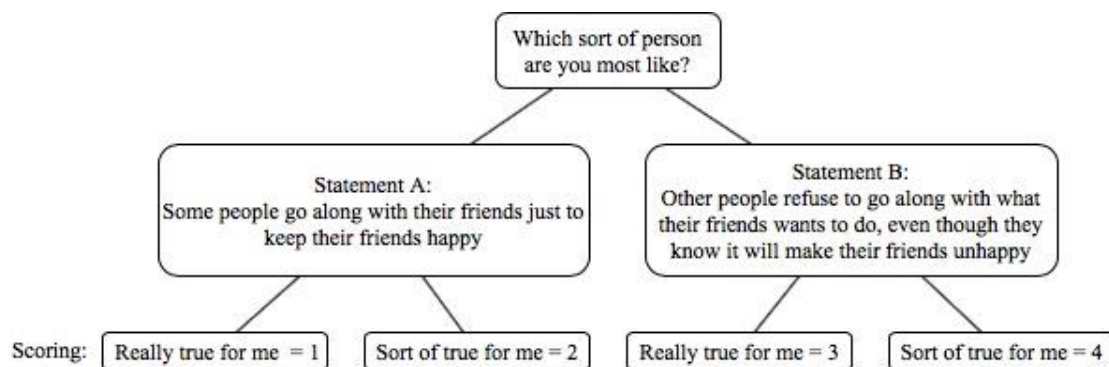 Which sort of person
are you most like?
Statement A:
Some people go along with their friends just to
keep their friends happy
Statement B:
Other people refuse to go along with what
their friends wants to do, even though they
know it will make their friends unhappy
Scoring: Really true for me = 1 Sort of true for me = 2 Really true for me = 3 Sort of true for me = 4